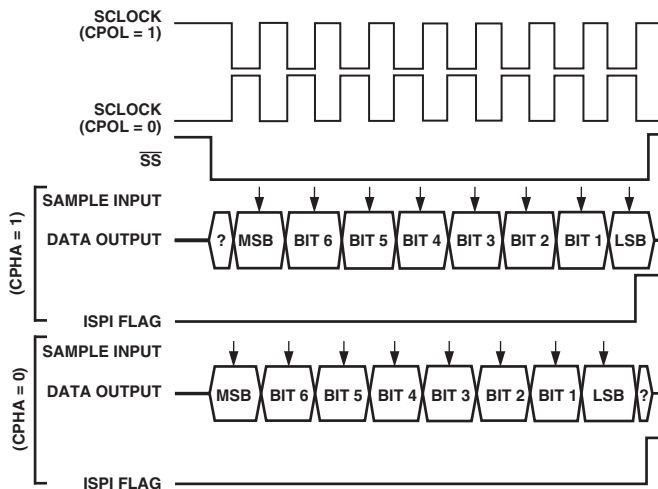 SCLOCK
(CPOL = 1)
SCLOCK
(CPOL = 0)
SS
(CPHA = 1)
SAMPLE INPUT
DATA OUTPUT
? MSB BIT 6 BIT 5 BIT 4 BIT 3 BIT 2 BIT 1 LSB
ISPI FLAG
(CPHA = 0)
SAMPLE INPUT
DATA OUTPUT
MSB BIT 6 BIT 5 BIT 4 BIT 3 BIT 2 BIT 1 LSB ?
ISPI FLAG